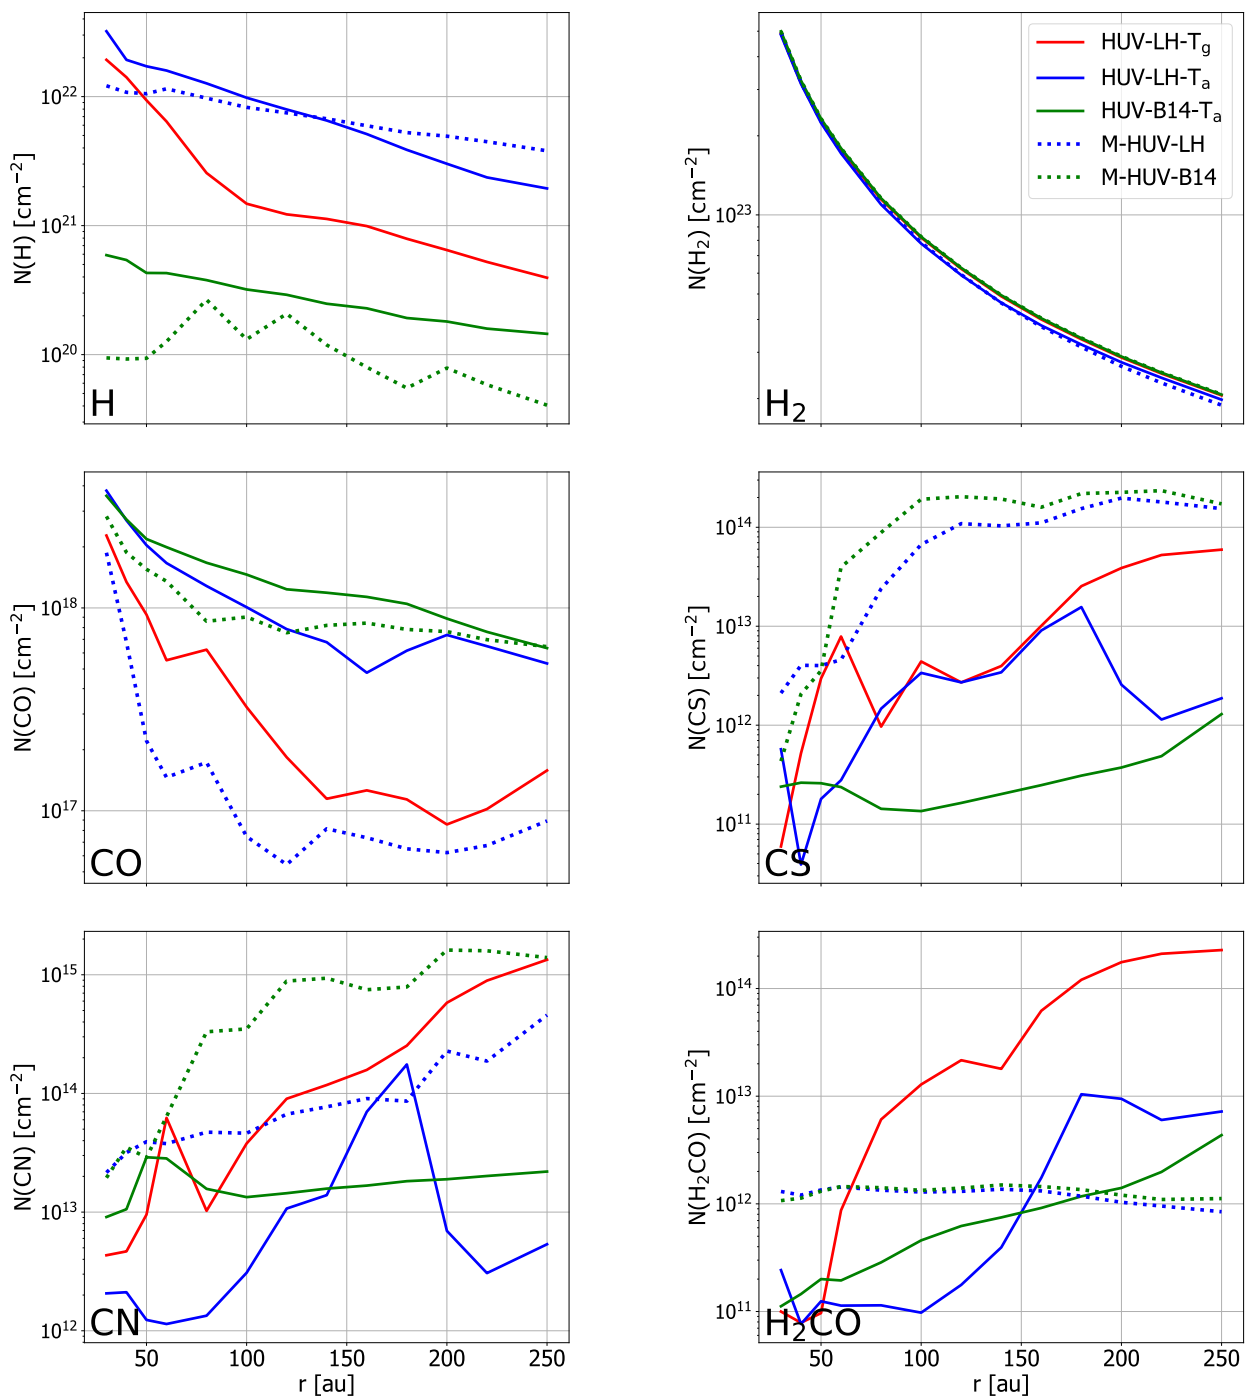 N(H) [cm⁻²]
10²²
10²¹
10²⁰
H
N(H₂) [cm⁻²]
10²³
H₂
HUV-LH-Tg
HUV-LH-Tₐ
HUV-B14-Tₐ
M-HUV-LH
M-HUV-B14
N(CO) [cm⁻²]
10¹⁸
10¹⁷
CO
N(CS) [cm⁻²]
10¹⁴
10¹³
10¹²
10¹¹
CS
N(CN) [cm⁻²]
10¹⁵
10¹⁴
10¹³
10¹²
CN
50 100 150 200 250
r [au]
N(H₂CO) [cm⁻²]
10¹⁴
10¹³
10¹²
10¹¹
H₂CO
50 100 150 200 250
r [au]